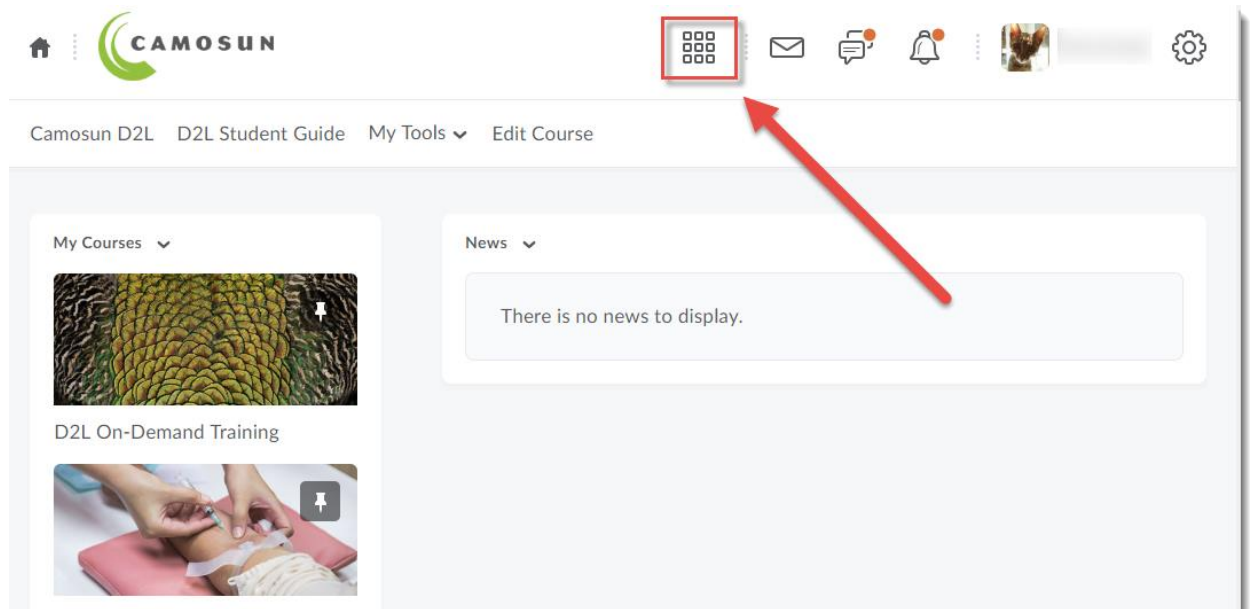 CAMOSUN
Camosun D2L D2L Student Guide My Tools Edit Course
My Courses
News
There is no news to display.
D2L On-Demand Training